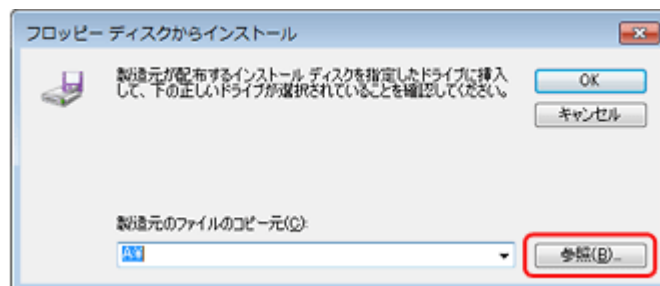 フロッピー ディスクからインストール
製造元が配布するインストール ディスクを指定したドライブに挿入
して、下の正しいドライブが選択されていることを確認してください。
OK
キャンセル
製造元のファイルのコピー元(C):
A:¥
参照(B)...